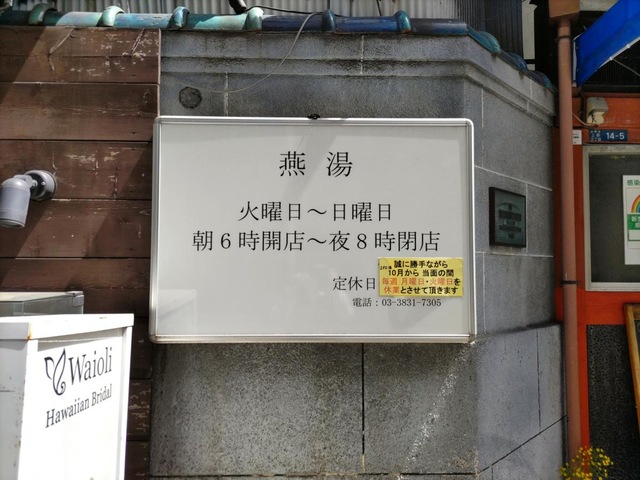 燕湯
火曜日～日曜日
朝６時開店～夜８時閉店
定休日
誠に勝手ながら
10月から 当面の間
毎週 月曜日・火曜日を
休業とさせて頂きます
電話：03-3831-7305
Waioli
Hawaiian Bridal
14-5